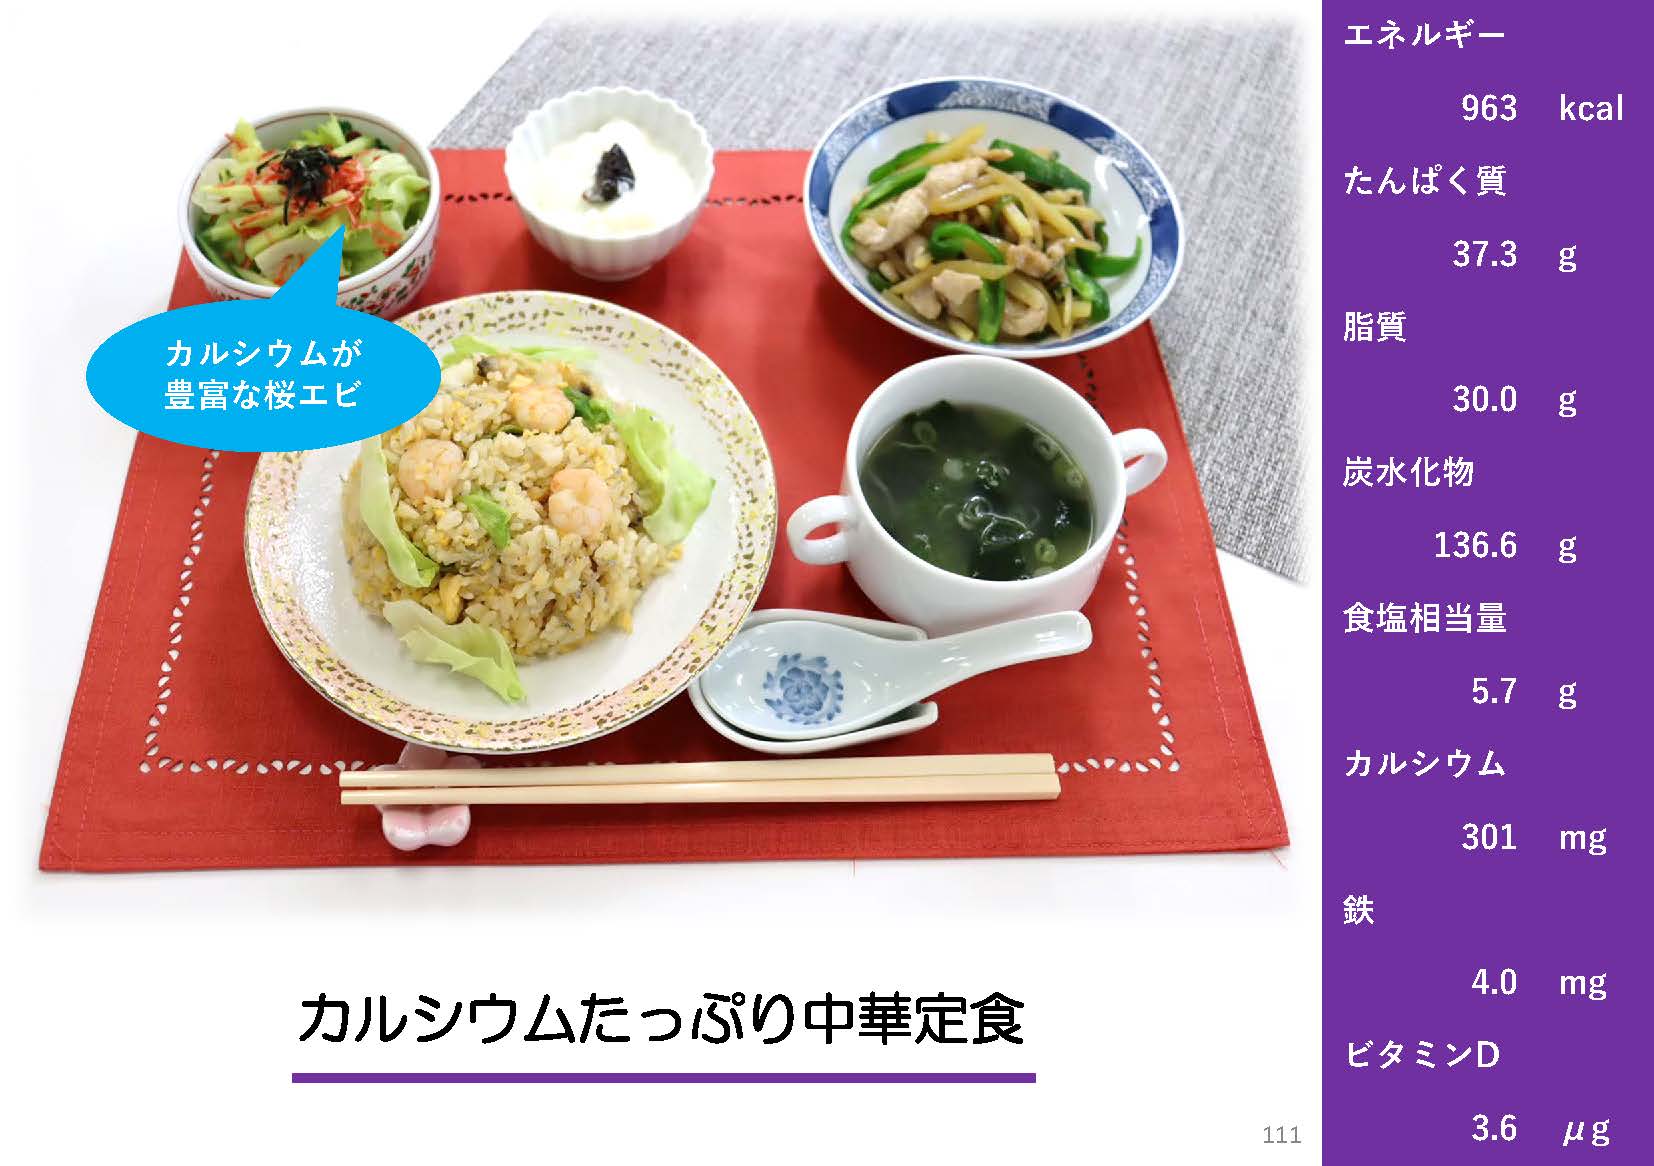 カルシウムが
豊富な桜エビ
カルシウムたっぷり中華定食
111
エネルギー
963 kcal
たんぱく質
37.3 g
脂質
30.0 g
炭水化物
136.6 g
食塩相当量
5.7 g
カルシウム
301 mg
鉄
4.0 mg
ビタミンD
3.6 μg